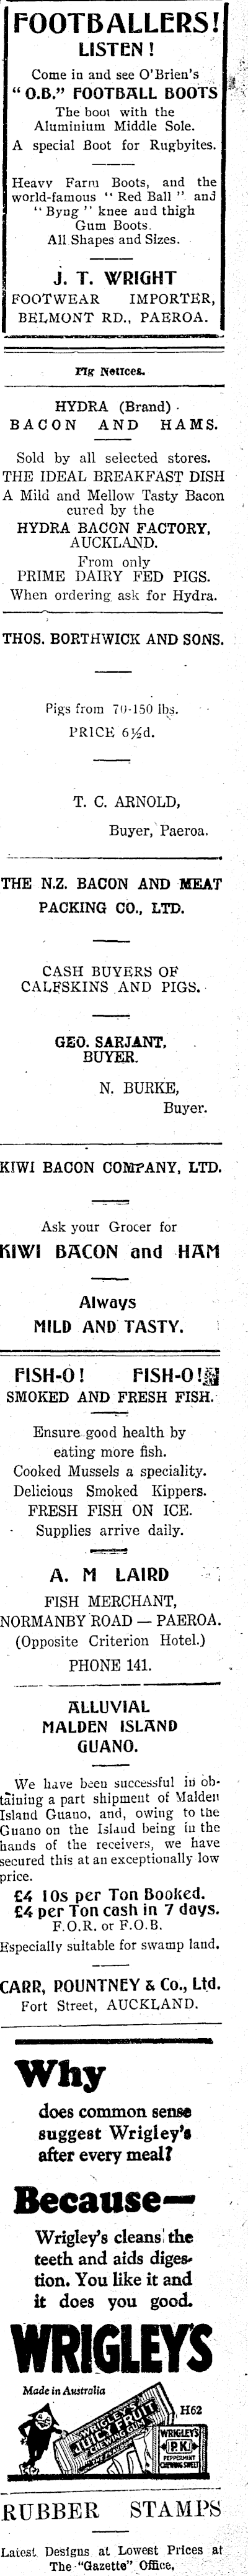 FOOTBALLERS!
LISTEN!
Come in and see O'Brien's
"O.B." FOOTBALL BOOTS
The boot with the
Aluminium Middle Sole.
A special Boot for Rugbyites.
Heavy Farm Boots, and the
world-famous "Red Ball" and
"Byng" knee and thigh
Gum Boots.
All Shapes and Sizes.
J. T. WRIGHT
FOOTWEAR IMPORTER,
BELMONT RD., PAEROA.
Pig Notices.
HYDRA (Brand)
BACON AND HAMS.
Sold by all selected stores.
THE IDEAL BREAKFAST DISH
A Mild and Mellow Tasty Bacon
cured by the
HYDRA BACON FACTORY,
AUCKLAND.
From only
PRIME DAIRY FED PIGS.
When ordering ask for Hydra.
THOS. BORTHWICK AND SONS.
Pigs from 70-150 lbs.
PRICE 6½d.
T. C. ARNOLD,
Buyer, Paeroa.
THE N.Z. BACON AND MEAT
PACKING CO., LTD.
CASH BUYERS OF
CALFSKINS AND PIGS.
GEO. SARJANT,
BUYER.
N. BURKE,
Buyer.
KIWI BACON COMPANY, LTD.
Ask your Grocer for
KIWI BACON and HAM
Always
MILD AND TASTY.
FISH-O! FISH-O!
SMOKED AND FRESH FISH.
Ensure good health by
eating more fish.
Cooked Mussels a speciality.
Delicious Smoked Kippers.
FRESH FISH ON ICE.
Supplies arrive daily.
A. M LAIRD
FISH MERCHANT,
NORMANBY ROAD — PAEROA.
(Opposite Criterion Hotel.)
PHONE 141.
ALLUVIAL
MALDEN ISLAND
GUANO.
We have been successful in ob-
taining a part shipment of Malden
Island Guano, and, owing to the
Guano on the Island being in the
hands of the receivers, we have
secured this at an exceptionally low
price.
£4 10s per Ton Booked.
£4 per Ton cash in 7 days.
F.O.R. or F.O.B.
Especially suitable for swamp land.
CARR, POUNTNEY & Co., Ltd.
Fort Street, AUCKLAND.
Why
does common sense
suggest Wrigley's
after every meal?
Because—
Wrigley's cleans the
teeth and aids diges-
tion. You like it and
it does you good.
WRIGLEYS
Made in Australia
H62
WRIGLEY'S
JUICY FRUIT
CHEWING SWEET
WRIGLEYS
P.K.
PEPPERMINT
CHEWING SWEET
RUBBER STAMPS
Latest Designs at Lowest Prices at
The "Gazette" Office,